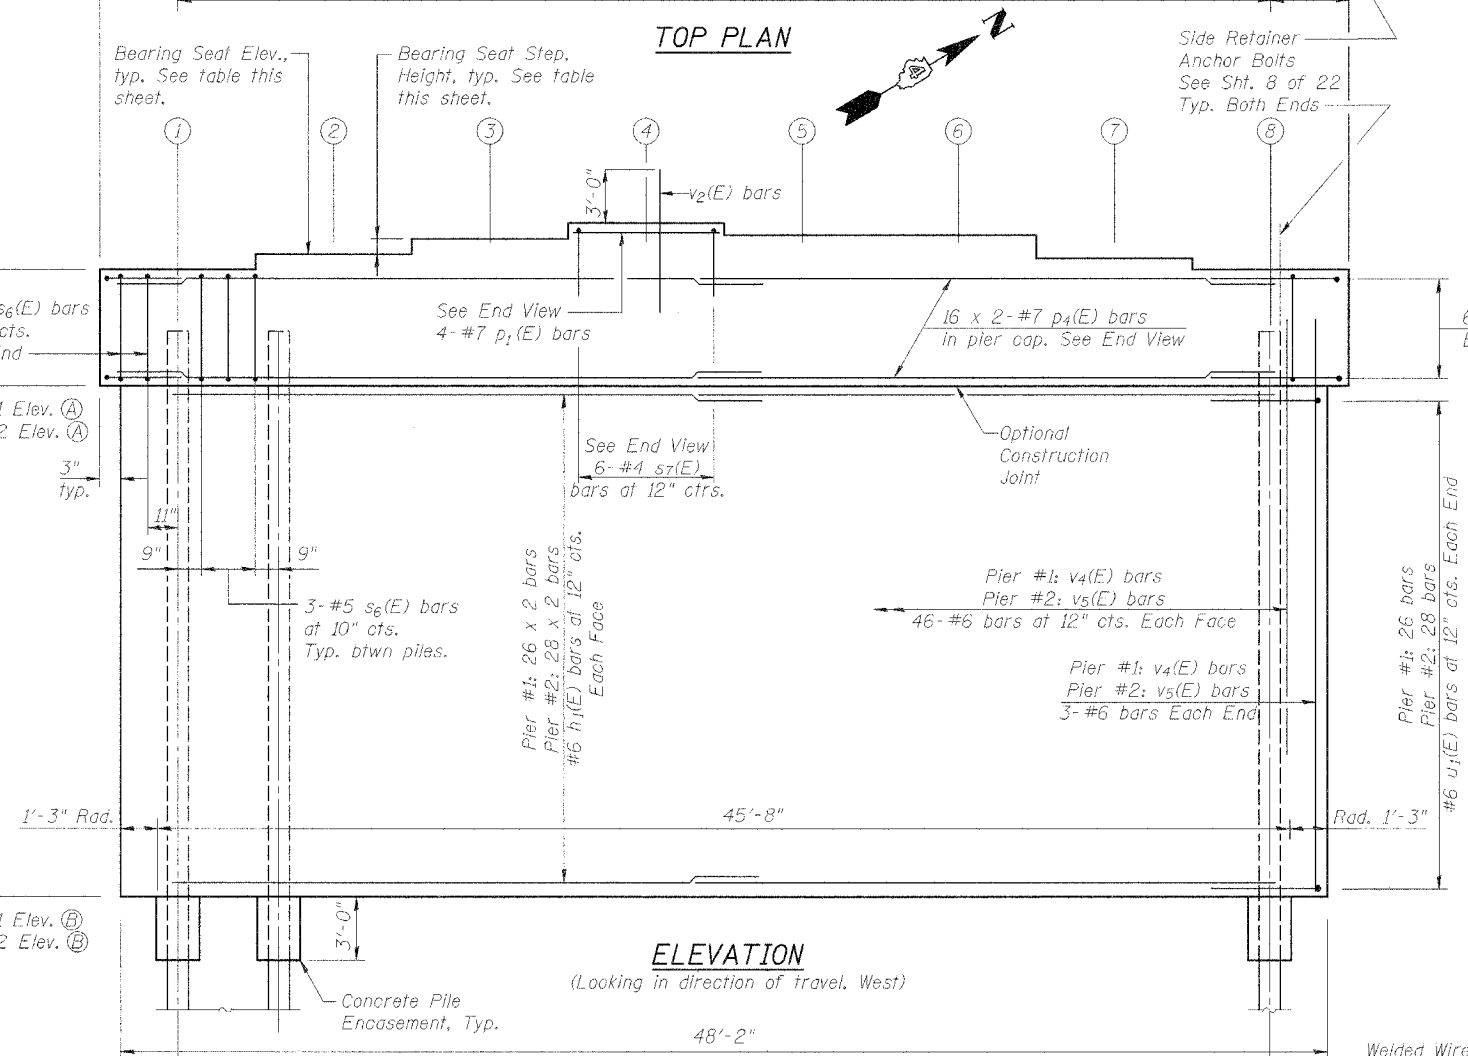 TOP PLAN
N
4
Bearing Seat Elev.,
typ. See table this
sheet.
Bearing Seat Step,
Height, typ. See table
this sheet.
Side Retainer
Anchor Bolts
See Sht. 8 of 22
Typ. Both Ends
1 2 3 4 5 6 7 8
3'-0"
v2(E) bars
s6(E) bars
cts.
See End View
4-#7 p1(E) bars
16 x 2-#7 p4(E) bars
in pier cap. See End View
1 Elev. A
2 Elev. A
3"
typ.
11"
9"
9"
See End View
6-#4 s7(E)
bars at 12" ctrs.
Optional
Construction
Joint
3-#5 s6(E) bars
at 10" cts.
Typ. btwn piles.
Pier #1: 26 x 2 bars
Pier #2: 28 x 2 bars
#6 h1(E) bars at 12" cts.
Each Face
Pier #1: v4(E) bars
Pier #2: v5(E) bars
46-#6 bars at 12" cts. Each Face
Pier #1: v4(E) bars
Pier #2: v5(E) bars
3-#6 bars Each End
Pier #1: 26 bars
Pier #2: 28 bars
#6 u1(E) bars at 12" cts. Each End
1'-3" Rad.
45'-8"
Rad. 1'-3"
1 Elev. B
2 Elev. B
3'-0"
ELEVATION
(Looking in direction of travel, West)
Concrete Pile
Encasement, Typ.
48'-2"
Welded Wire